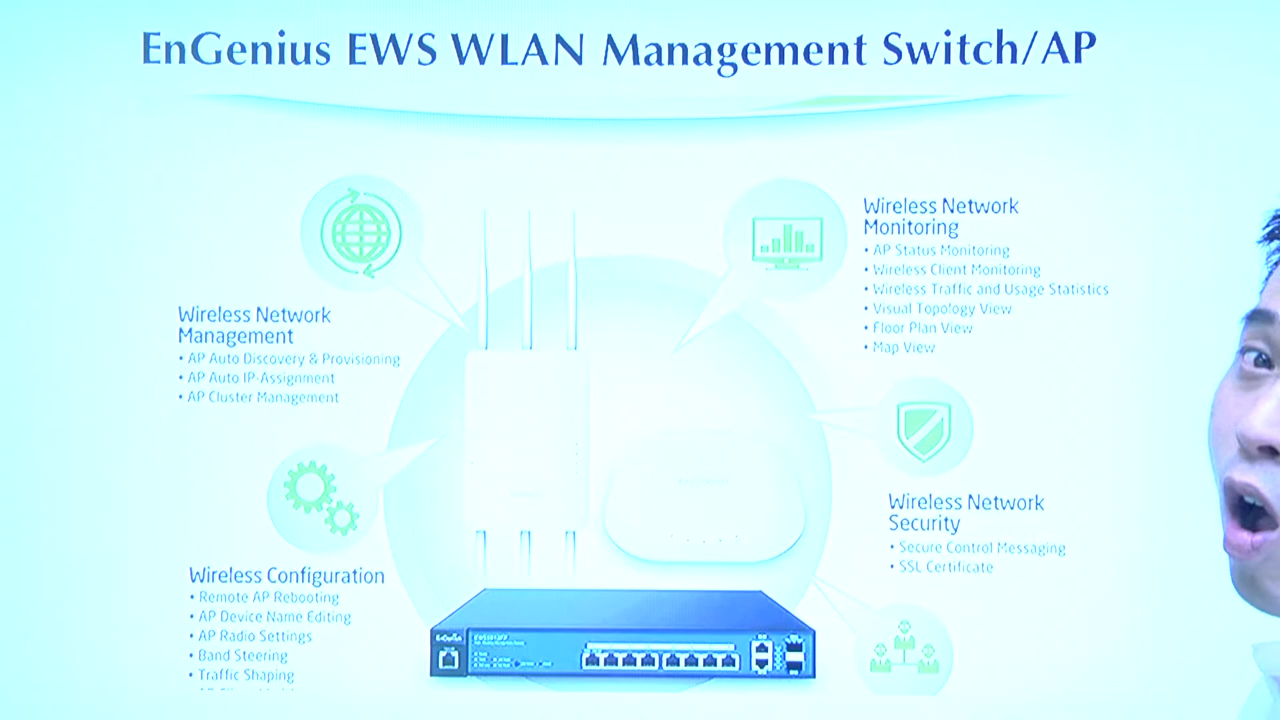 EnGenius EWS WLAN Management Switch/AP
Wireless Network
Management
• AP Auto Discovery & Provisioning
• AP Auto IP-Assignment
• AP Cluster Management
Wireless Configuration
• Remote AP Rebooting
• AP Device Name Editing
• AP Radio Settings
• Band Steering
• Traffic Shaping
Wireless Network
Monitoring
• AP Status Monitoring
• Wireless Client Monitoring
• Wireless Traffic and Usage Statistics
• Visual Topology View
• Floor Plan View
• Map View
Wireless Network
Security
• Secure Control Messaging
• SSL Certificate
EnGenius